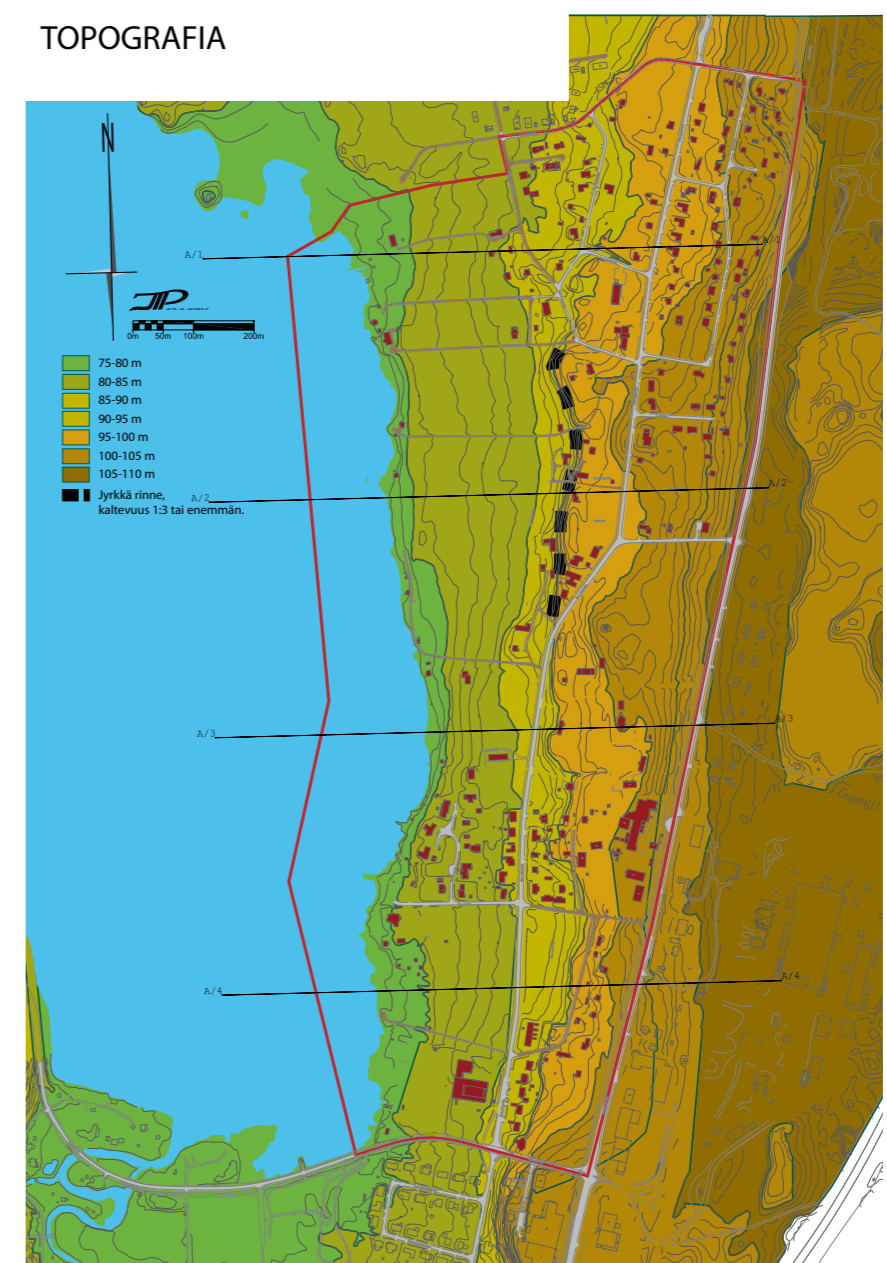 TOPOGRAFIA
N
A/1
A/1
JP
0m 50m 100m 200m
75-80 m
80-85 m
85-90 m
90-95 m
95-100 m
100-105 m
105-110 m
Jyrkkä rinne,
kaltevuus 1:3 tai enemmän.
A/2
A/2
A/3
A/3
A/4
A/4